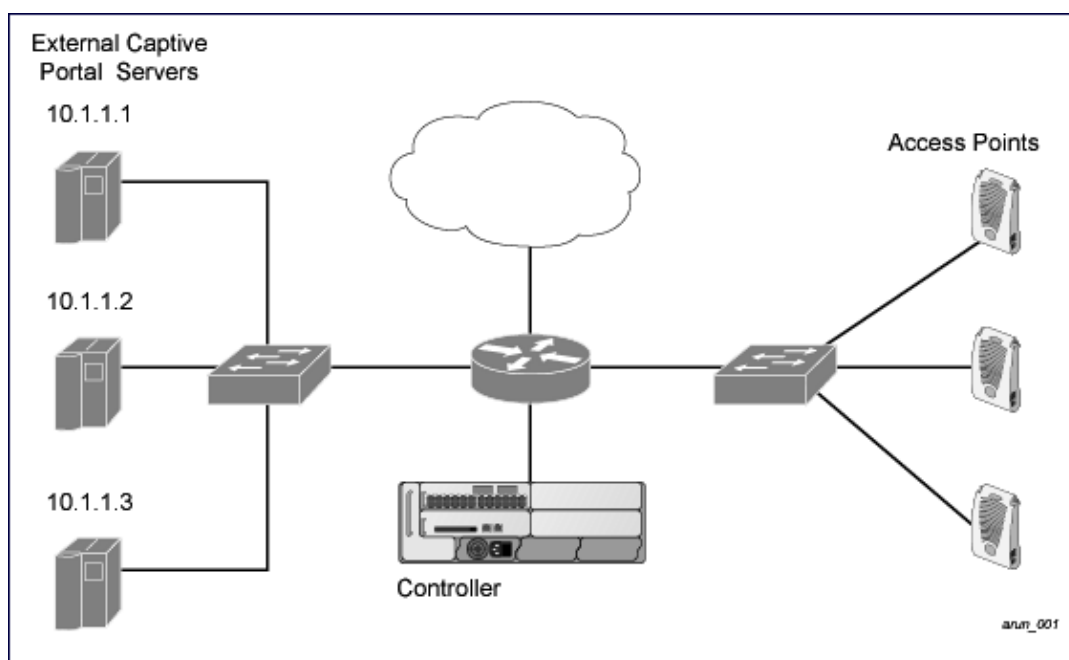 External Captive
Portal Servers
10.1.1.1
Access Points
10.1.1.2
10.1.1.3
Controller
arun_001